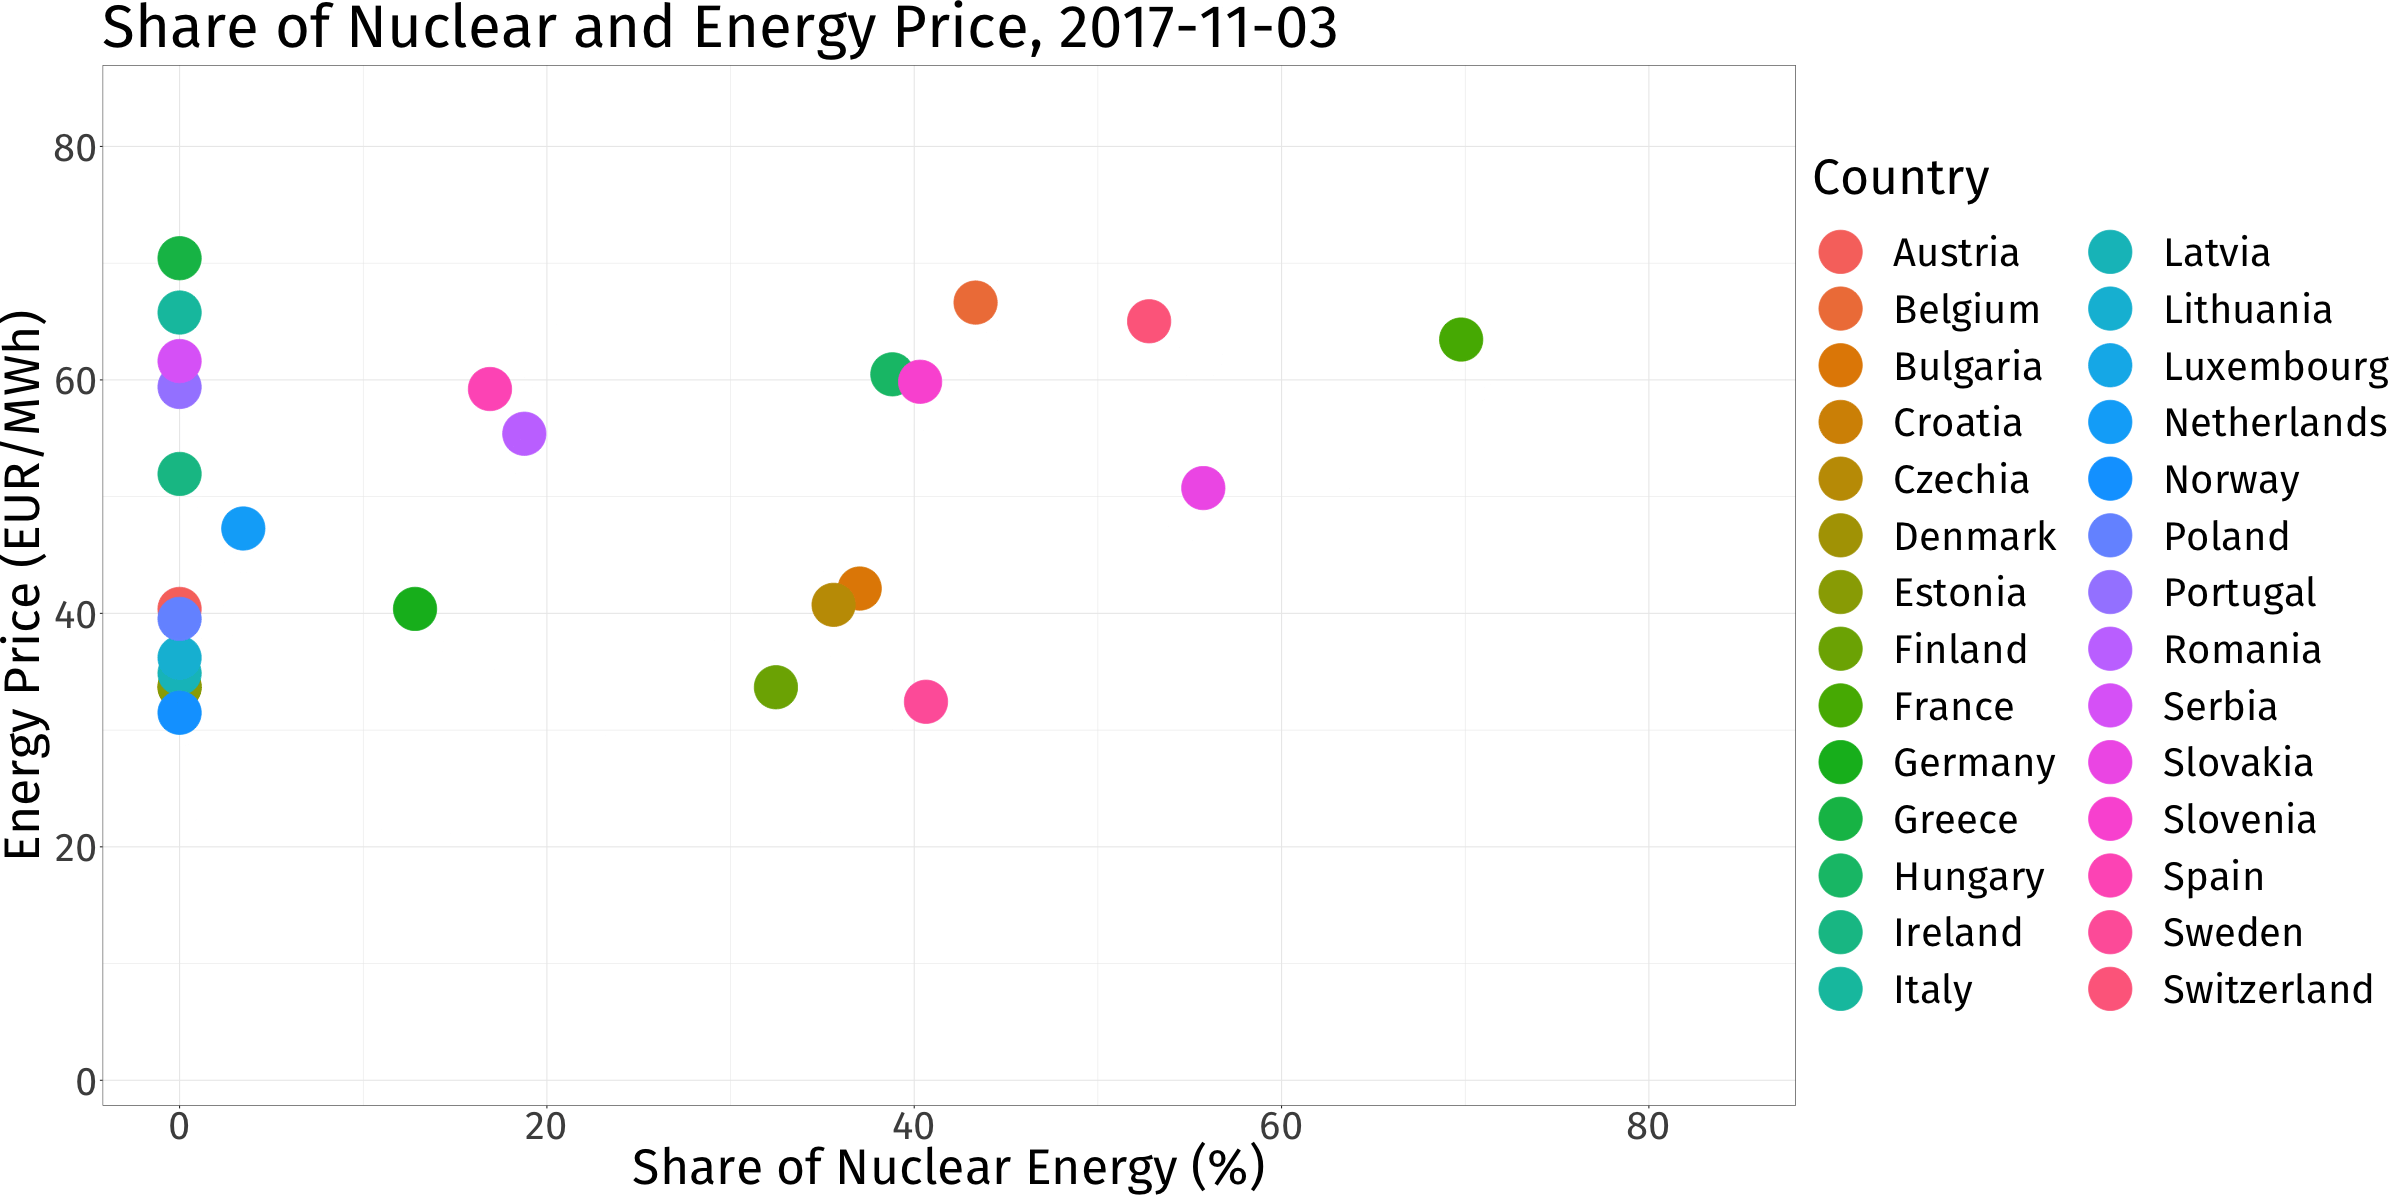 Share of Nuclear and Energy Price, 2017-11-03
Energy Price (EUR/MWh)
80
60
40
20
0
0 20 40 60 80
Share of Nuclear Energy (%)
Country
Austria
Belgium
Bulgaria
Croatia
Czechia
Denmark
Estonia
Finland
France
Germany
Greece
Hungary
Ireland
Italy
Latvia
Lithuania
Luxembourg
Netherlands
Norway
Poland
Portugal
Romania
Serbia
Slovakia
Slovenia
Spain
Sweden
Switzerland